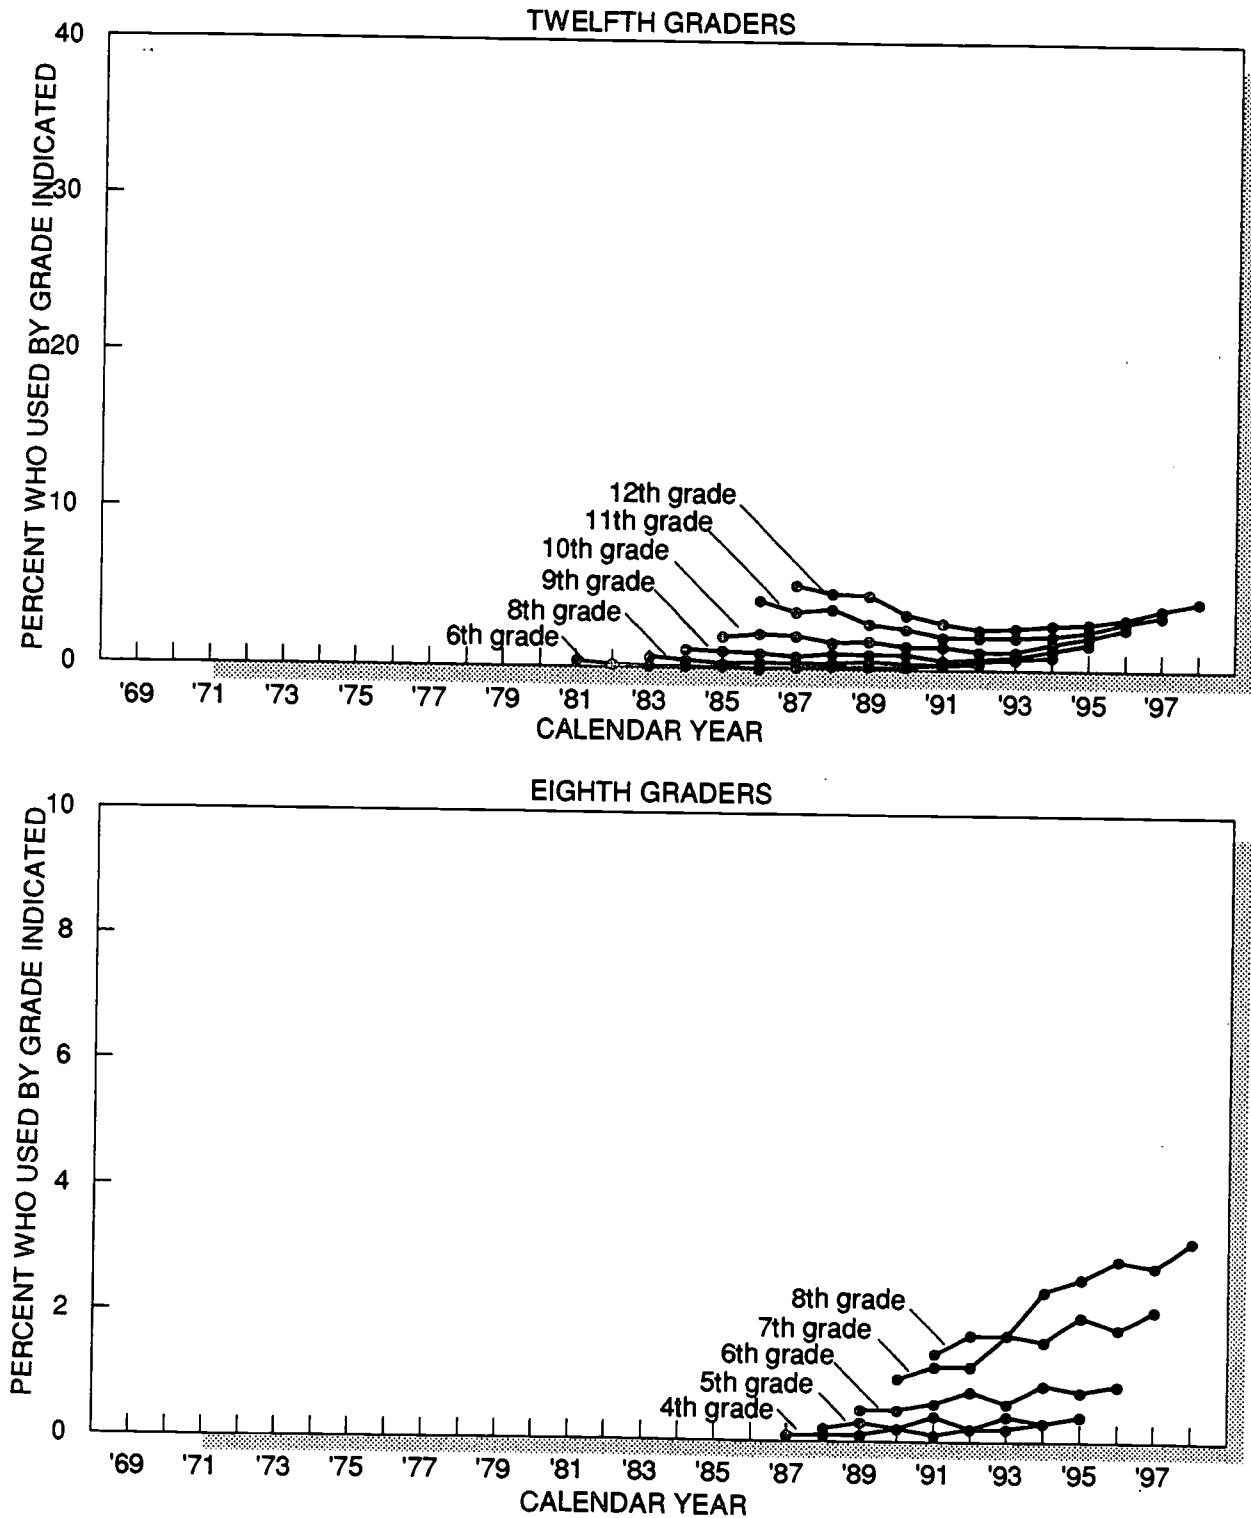 TWELFTH GRADERS
PERCENT WHO USED BY GRADE INDICATED
40
30
20
10
0
12th grade
11th grade
10th grade
9th grade
8th grade
6th grade
'69 '71 '73 '75 '77 '79 '81 '83 '85 '87 '89 '91 '93 '95 '97
CALENDAR YEAR
EIGHTH GRADERS
PERCENT WHO USED BY GRADE INDICATED
10
8
6
4
2
0
8th grade
7th grade
6th grade
5th grade
4th grade
'69 '71 '73 '75 '77 '79 '81 '83 '85 '87 '89 '91 '93 '95 '97
CALENDAR YEAR